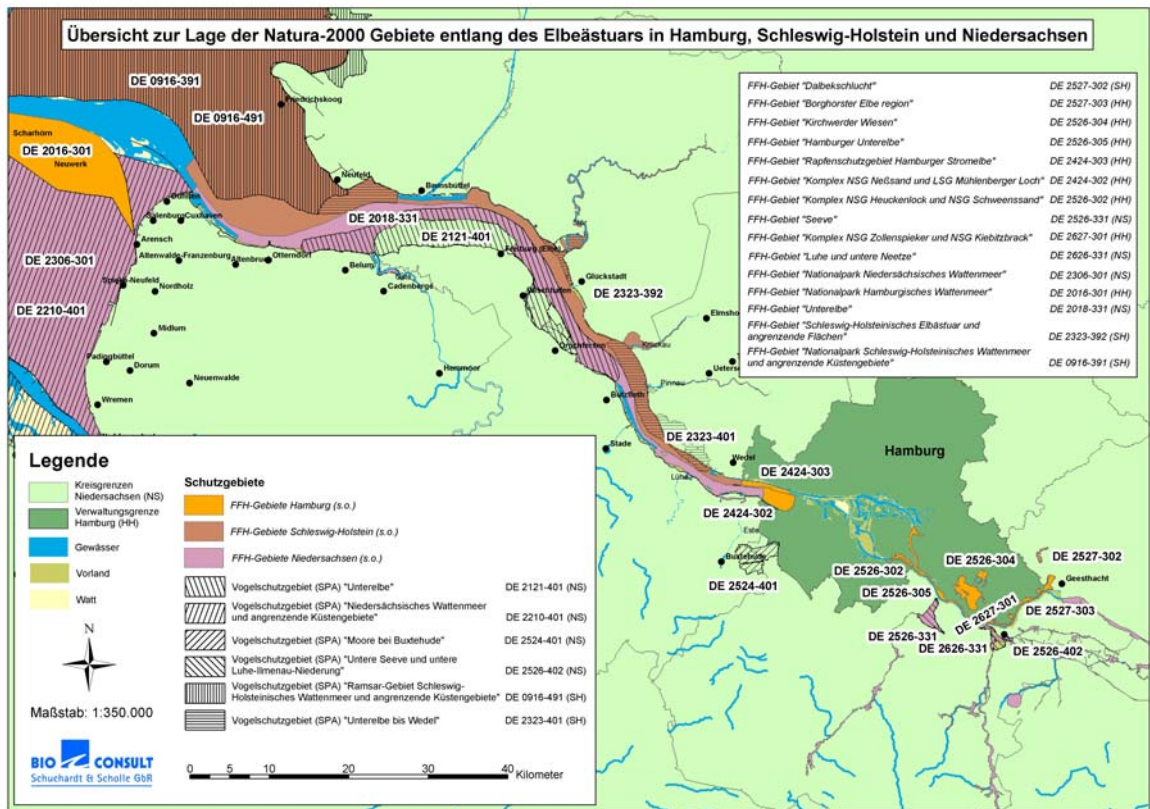 Übersicht zur Lage der Natura-2000 Gebiete entlang des Elbeästuars in Hamburg, Schleswig-Holstein und Niedersachsen
FFH-Gebiet "Dalbekschlucht" DE 2527-302 (SH)
FFH-Gebiet "Borghorster Elbe region" DE 2527-303 (HH)
FFH-Gebiet "Kirchwerder Wiesen" DE 2526-304 (HH)
FFH-Gebiet "Hamburger Unterelbe" DE 2526-305 (HH)
FFH-Gebiet "Rapfenschutzgebiet Hamburger Stromelbe" DE 2424-303 (HH)
FFH-Gebiet "Komplex NSG Neßsand und LSG Mühlenberger Loch" DE 2424-302 (HH)
FFH-Gebiet "Komplex NSG Heuckenlock und NSG Schweenssand" DE 2526-302 (HH)
FFH-Gebiet "Seeve" DE 2526-331 (NS)
FFH-Gebiet "Komplex NSG Zollenspieker und NSG Kiebitzbrack" DE 2627-301 (HH)
FFH-Gebiet "Luhe und untere Neetze" DE 2626-331 (NS)
FFH-Gebiet "Nationalpark Niedersächsisches Wattenmeer" DE 2306-301 (NS)
FFH-Gebiet "Nationalpark Hamburgisches Wattenmeer" DE 2016-301 (HH)
FFH-Gebiet "Unterelbe" DE 2018-331 (NS)
FFH-Gebiet "Schleswig-Holsteinisches Elbästuar und
angrenzende Flächen" DE 2323-392 (SH)
FFH-Gebiet "Nationalpark Schleswig-Holsteinisches Wattenmeer
und angrenzende Küstengebiete" DE 0916-391 (SH)
DE 0916-391
Friedrichskoog
DE 0916-491
Scharhörn
DE 2016-301
Neuwerk
Neufeld
Brunsbüttel
Duhnen
Salenburg Cuxhaven
DE 2018-331
Stör
DE 2121-401
Arensch
Altenwalde-Franzenburg
Altenbruch
Otterndorf
Freiburg (Elbe)
DE 2306-301
Belum
Glückstadt
Spieka-Neufeld
Nordholz
Cadenberge
DE 2323-392
DE 2210-401
Midlum
Elmsho
Krückau
Drochtersen
Padingbüttel
Dorum
Neuenwalde
Hemmoor
Ueterse
Pinnau
Wremen
Bützfleth
DE 2323-401
Stade
Wedel
Hamburg
DE 2424-303
Lühe
DE 2424-302
Este
Buxtehude
DE 2524-401
DE 2526-302
DE 2526-304
DE 2527-302
Geesthacht
DE 2526-305
DE 2627-301
DE 2527-303
DE 2526-331
DE 2626-331
DE 2526-402
Legende
Kreisgrenzen
Niedersachsen (NS)
Verwaltungsgrenze
Hamburg (HH)
Gewässer
Vorland
Watt
N
Maßstab: 1:350.000
BIO CONSULT
Schuchardt & Scholle GbR
Schutzgebiete
FFH-Gebiete Hamburg (s.o.)
FFH-Gebiete Schleswig-Holstein (s.o.)
FFH-Gebiete Niedersachsen (s.o.)
Vogelschutzgebiet (SPA) "Unterelbe" DE 2121-401 (NS)
Vogelschutzgebiet (SPA) "Niedersächsisches Wattenmeer
und angrenzende Küstengebiete" DE 2210-401 (NS)
Vogelschutzgebiet (SPA) "Moore bei Buxtehude" DE 2524-401 (NS)
Vogelschutzgebiet (SPA) "Untere Seeve und untere
Luhe-Ilmenau-Niederung" DE 2526-402 (NS)
Vogelschutzgebiet (SPA) "Ramsar-Gebiet Schleswig-
Holsteinisches Wattenmeer und angrenzende Küstengebiete" DE 0916-491 (SH)
Vogelschutzgebiet (SPA) "Unterelbe bis Wedel" DE 2323-401 (SH)
0 5 10 20 30 40
Kilometer